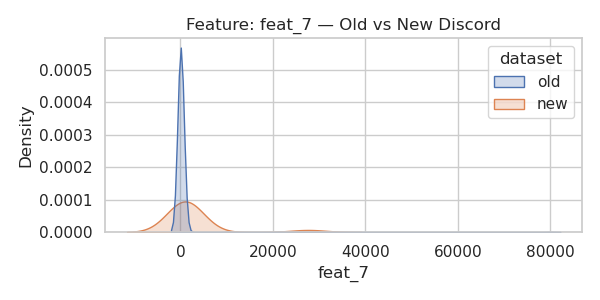 Feature: feat_7 — Old vs New Discord
Density
0.0005
0.0004
0.0003
0.0002
0.0001
0.0000
0
20000
40000
60000
80000
feat_7
dataset
old
new